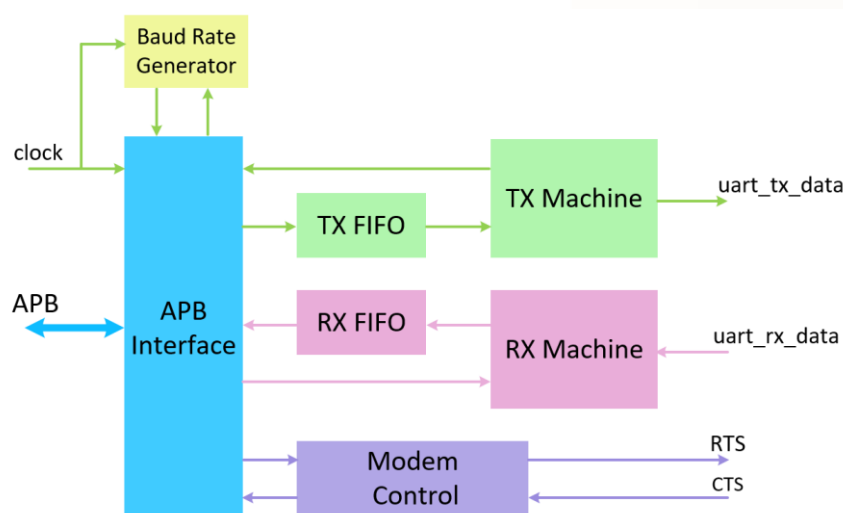 Baud Rate
Generator
clock
TX Machine
uart_tx_data
TX FIFO
APB
APB
Interface
RX FIFO
RX Machine
uart_rx_data
Modem
Control
RTS
CTS